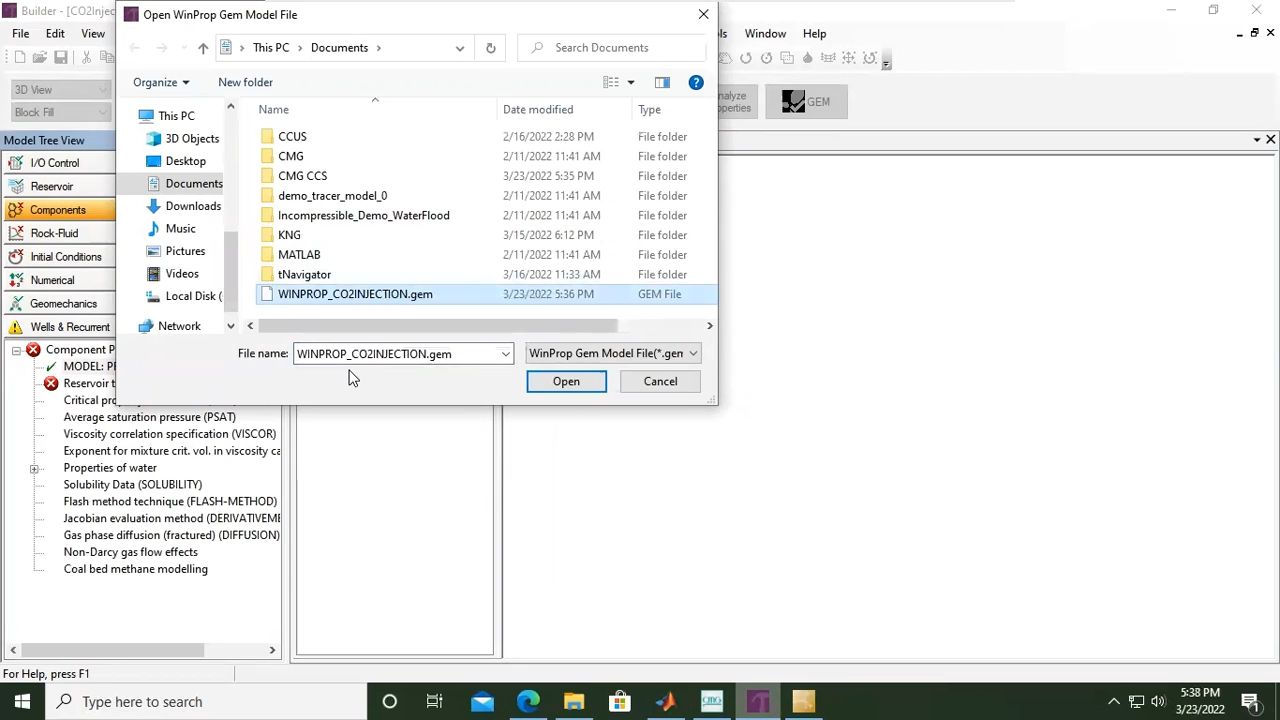 Builder - [CO2Inje
Open WinProp Gem Model File
File
Edit
View
Window
Help
This PC
Documents
Search Documents
Organize
New folder
3D View
Block Fill
nalyze
roperties
GEM
Model Tree View
I/O Control
Reservoir
Components
Rock-Fluid
Initial Conditions
Numerical
Geomechanics
Wells & Recurrent
This PC
3D Objects
Desktop
Documents
Downloads
Music
Pictures
Videos
Local Disk (
Network
Name
Date modified
Type
CCUS 2/16/2022 2:28 PM File folder
CMG 2/11/2022 11:41 AM File folder
CMG CCS 3/23/2022 5:35 PM File folder
demo_tracer_model_0 2/11/2022 11:41 AM File folder
Incompressible_Demo_WaterFlood 2/11/2022 11:41 AM File folder
KNG 3/15/2022 6:12 PM File folder
MATLAB 2/11/2022 11:41 AM File folder
tNavigator 3/16/2022 11:33 AM File folder
WINPROP_CO2INJECTION.gem 3/23/2022 5:36 PM GEM File
File name: WINPROP_CO2INJECTION.gem
WinProp Gem Model File(*.gem
Open
Cancel
Component P
MODEL: PI
Reservoir t
Critical prop
Average saturation pressure (PSAT)
Viscosity correlation specification (VISCOR)
Exponent for mixture crit. vol. in viscosity ca
Properties of water
Solubility Data (SOLUBILITY)
Flash method technique (FLASH-METHOD)
Jacobian evaluation method (DERIVATIVEME
Gas phase diffusion (fractured) (DIFFUSION)
Non-Darcy gas flow effects
Coal bed methane modelling
For Help, press F1
Type here to search
5:38 PM
3/23/2022